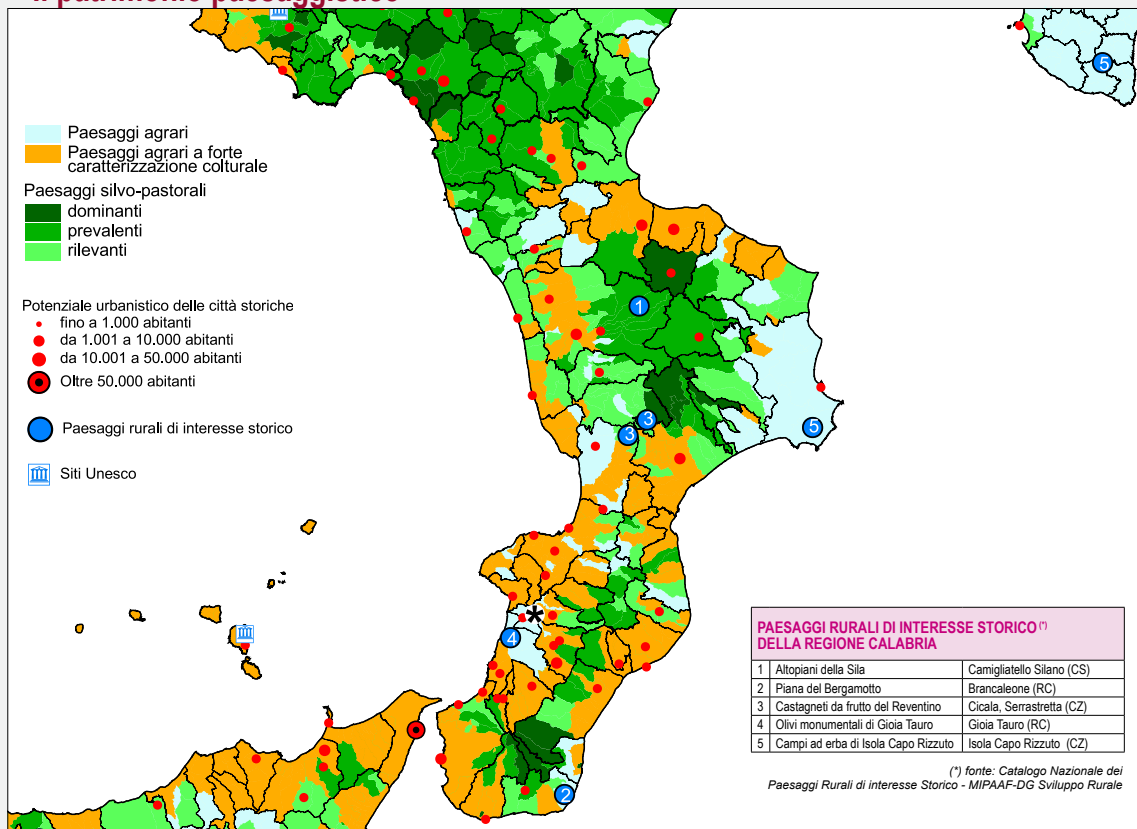 Il patrimonio paesaggistico
Paesaggi agrari
Paesaggi agrari a forte
caratterizzazione colturale
Paesaggi silvo-pastorali
dominanti
prevalenti
rilevanti
Potenziale urbanistico delle città storiche
fino a 1.000 abitanti
da 1.001 a 10.000 abitanti
da 10.001 a 50.000 abitanti
Oltre 50.000 abitanti
Paesaggi rurali di interesse storico
Siti Unesco
5
1
3
3
5
4
*
2
PAESAGGI RURALI DI INTERESSE STORICO (*)
DELLA REGIONE CALABRIA
1 Altopiani della Sila Camigliatello Silano (CS)
2 Piana del Bergamotto Brancaleone (RC)
3 Castagneti da frutto del Reventino Cicala, Serrastretta (CZ)
4 Olivi monumentali di Gioia Tauro Gioia Tauro (RC)
5 Campi ad erba di Isola Capo Rizzuto Isola Capo Rizzuto (CZ)
(*) fonte: Catalogo Nazionale dei
Paesaggi Rurali di interesse Storico - MIPAAF-DG Sviluppo Rurale